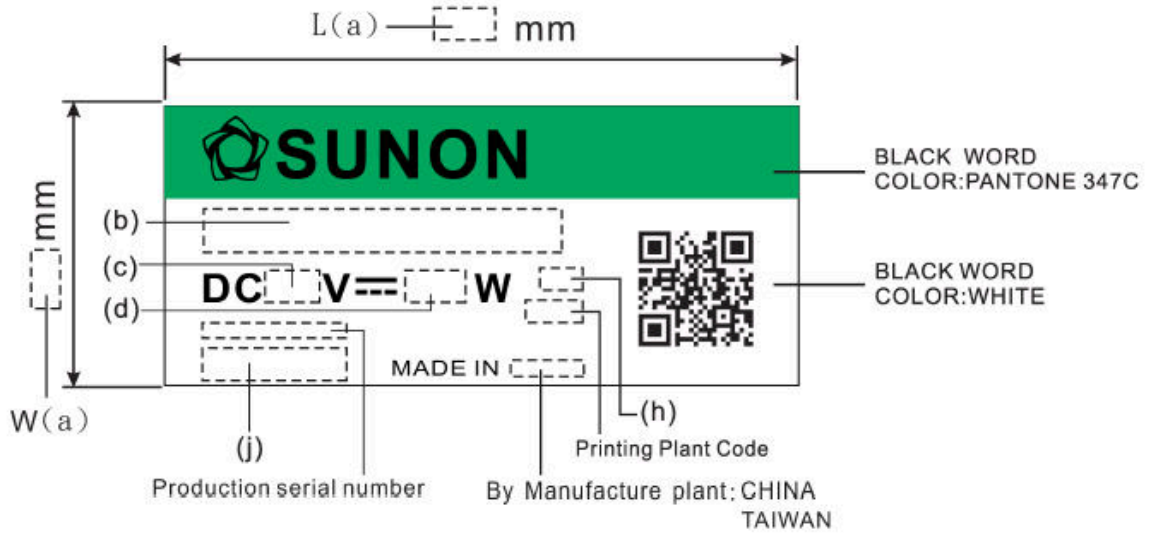 L(a) mm
SUNON
BLACK WORD
COLOR:PANTONE 347C
mm
W(a)
(b)
(c)
(d)
DC V W
BLACK WORD
COLOR:WHITE
MADE IN
(h)
(j)
Printing Plant Code
Production serial number
By Manufacture plant: CHINA
TAIWAN